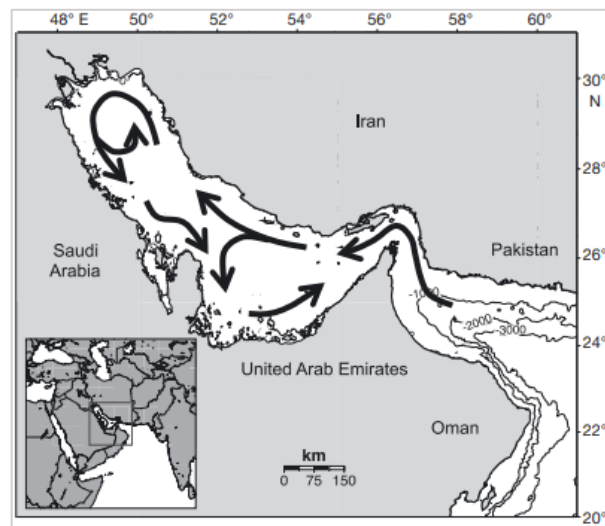 48° E 50° 52° 54° 56° 58° 60°
30°
N
Iran
28°
Saudi
Arabia
Pakistan
26°
-1000
-2000
-3000
24°
United Arab Emirates
Oman
22°
km
0 75 150
20°